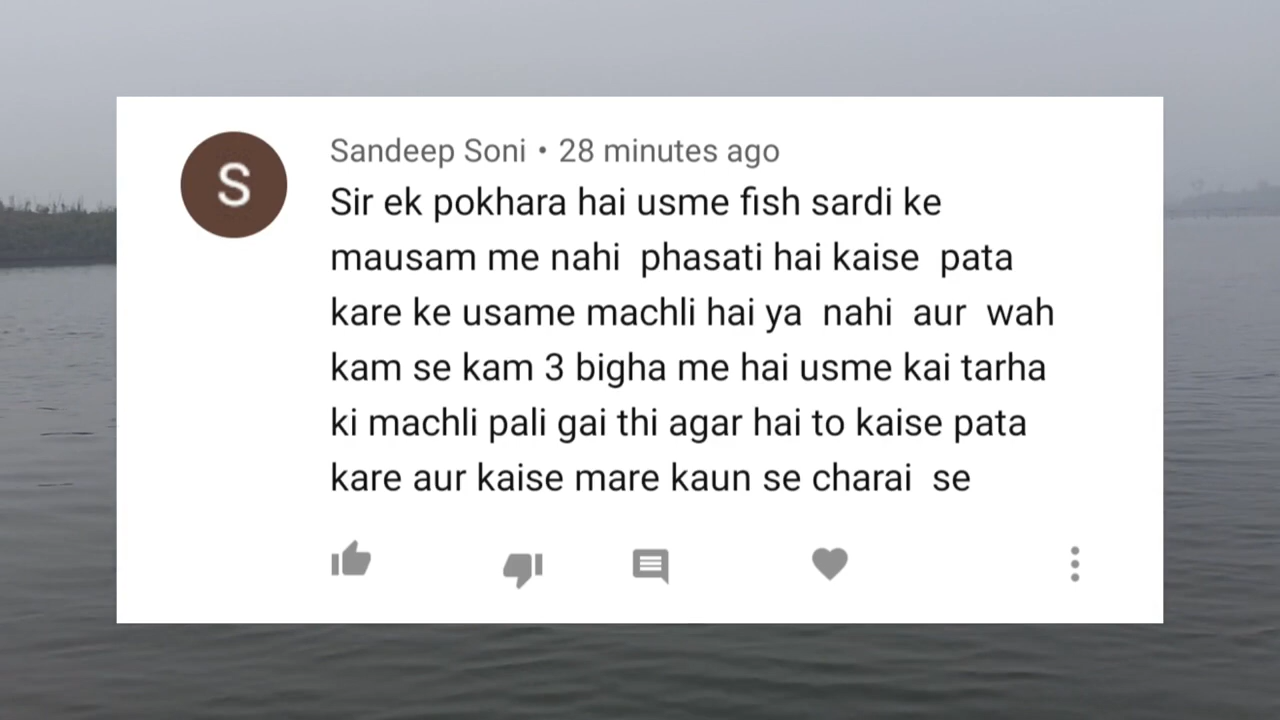 S
Sandeep Soni • 28 minutes ago
Sir ek pokhara hai usme fish sardi ke
mausam me nahi phasati hai kaise pata
kare ke usame machli hai ya nahi aur wah
kam se kam 3 bigha me hai usme kai tarha
ki machli pali gai thi agar hai to kaise pata
kare aur kaise mare kaun se charai se